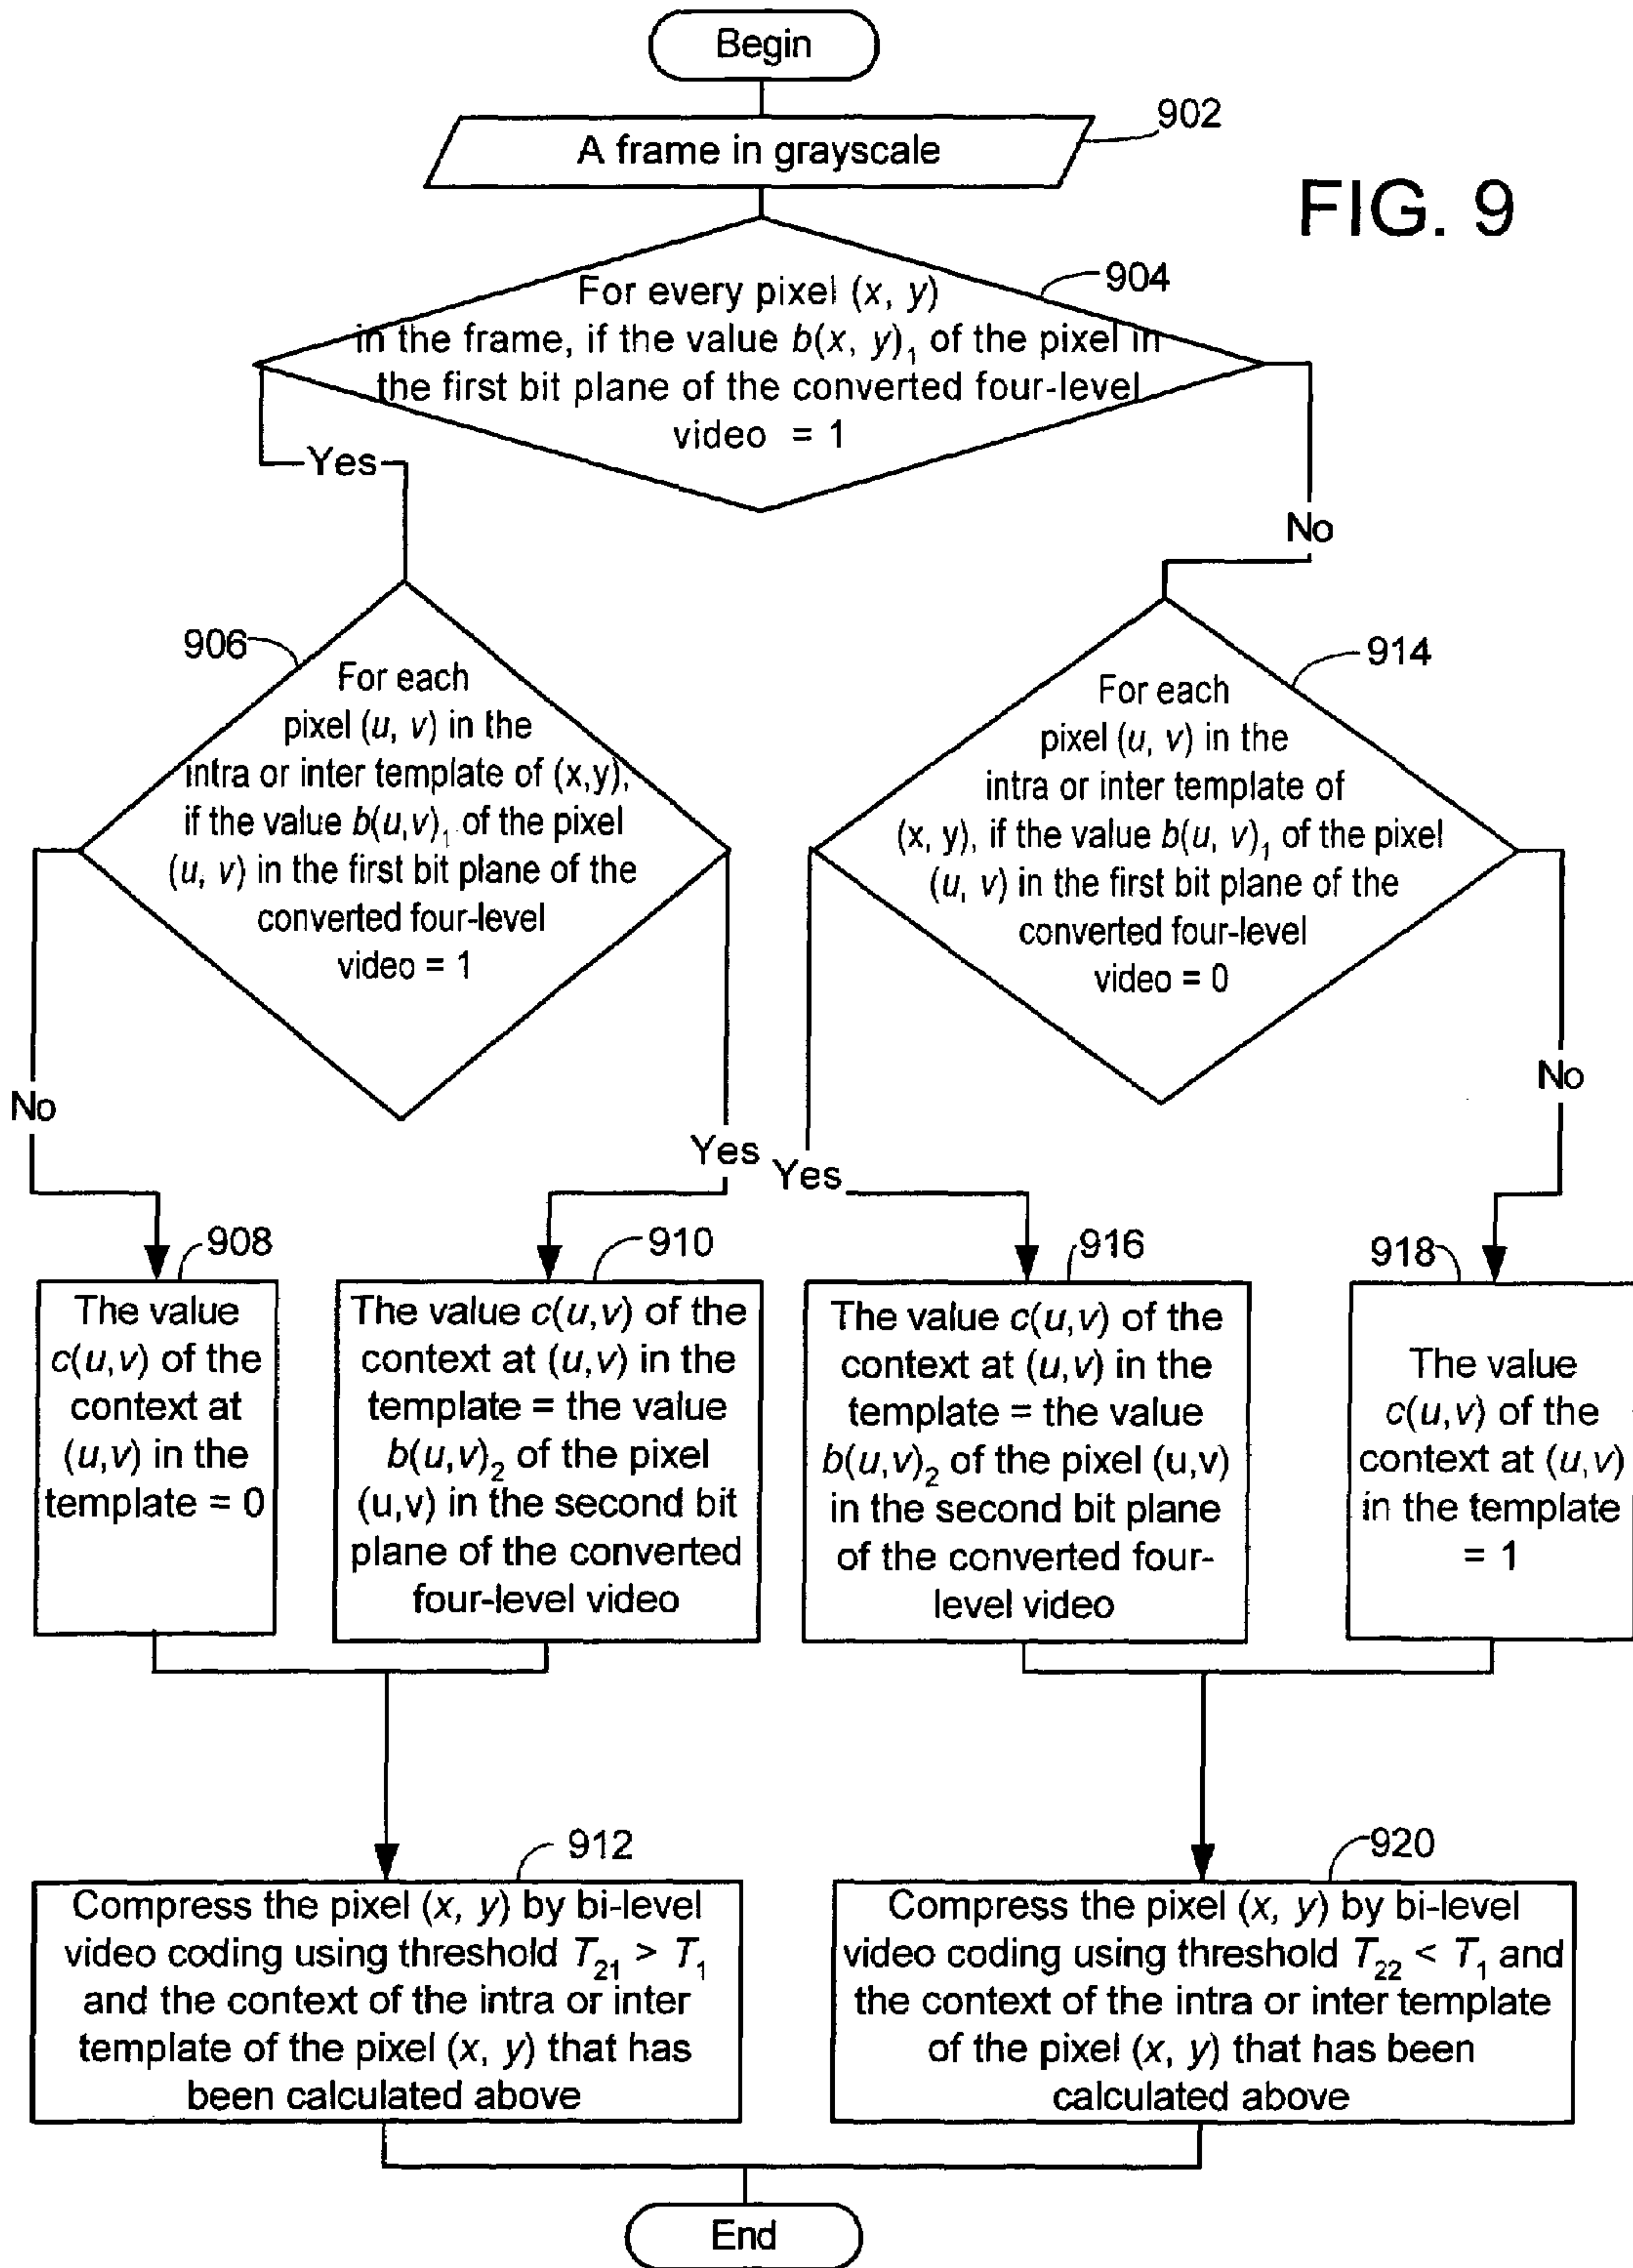 Begin
A frame in grayscale
902
FIG. 9
904
For every pixel (x, y)
in the frame, if the value b(x, y)₁ of the pixel in
the first bit plane of the converted four-level
video = 1
Yes
No
906
For each
pixel (u, v) in the
intra or inter template of (x,y),
if the value b(u,v)₁ of the pixel
(u, v) in the first bit plane of the
converted four-level
video = 1
914
For each
pixel (u, v) in the
intra or inter template of
(x, y), if the value b(u, v)₁ of the pixel
(u, v) in the first bit plane of the
converted four-level
video = 0
No
Yes
Yes
No
908
The value
c(u,v) of the
context at
(u,v) in the
template = 0
910
The value c(u,v) of the
context at (u,v) in the
template = the value
b(u,v)₂ of the pixel
(u,v) in the second bit
plane of the converted
four-level video
916
The value c(u,v) of the
context at (u,v) in the
template = the value
b(u,v)₂ of the pixel (u,v)
in the second bit plane
of the converted four-
level video
918
The value
c(u,v) of the
context at (u,v)
in the template
= 1
912
Compress the pixel (x, y) by bi-level
video coding using threshold T₂₁ > T₁
and the context of the intra or inter
template of the pixel (x, y) that has
been calculated above
920
Compress the pixel (x, y) by bi-level
video coding using threshold T₂₂ < T₁ and
the context of the intra or inter template
of the pixel (x, y) that has been
calculated above
End